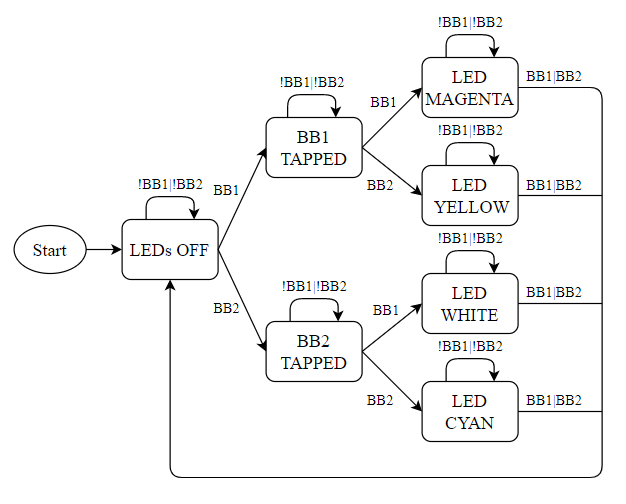 !BB1|!BB2
LED
MAGENTA
BB1|BB2
!BB1|!BB2
BB1
BB1
TAPPED
!BB1|!BB2
BB2
LED
YELLOW
BB1|BB2
!BB1|!BB2
BB1
Start
LEDs OFF
!BB1|!BB2
LED
WHITE
BB1|BB2
!BB1|!BB2
BB2
BB1
BB2
TAPPED
!BB1|!BB2
BB2
LED
CYAN
BB1|BB2